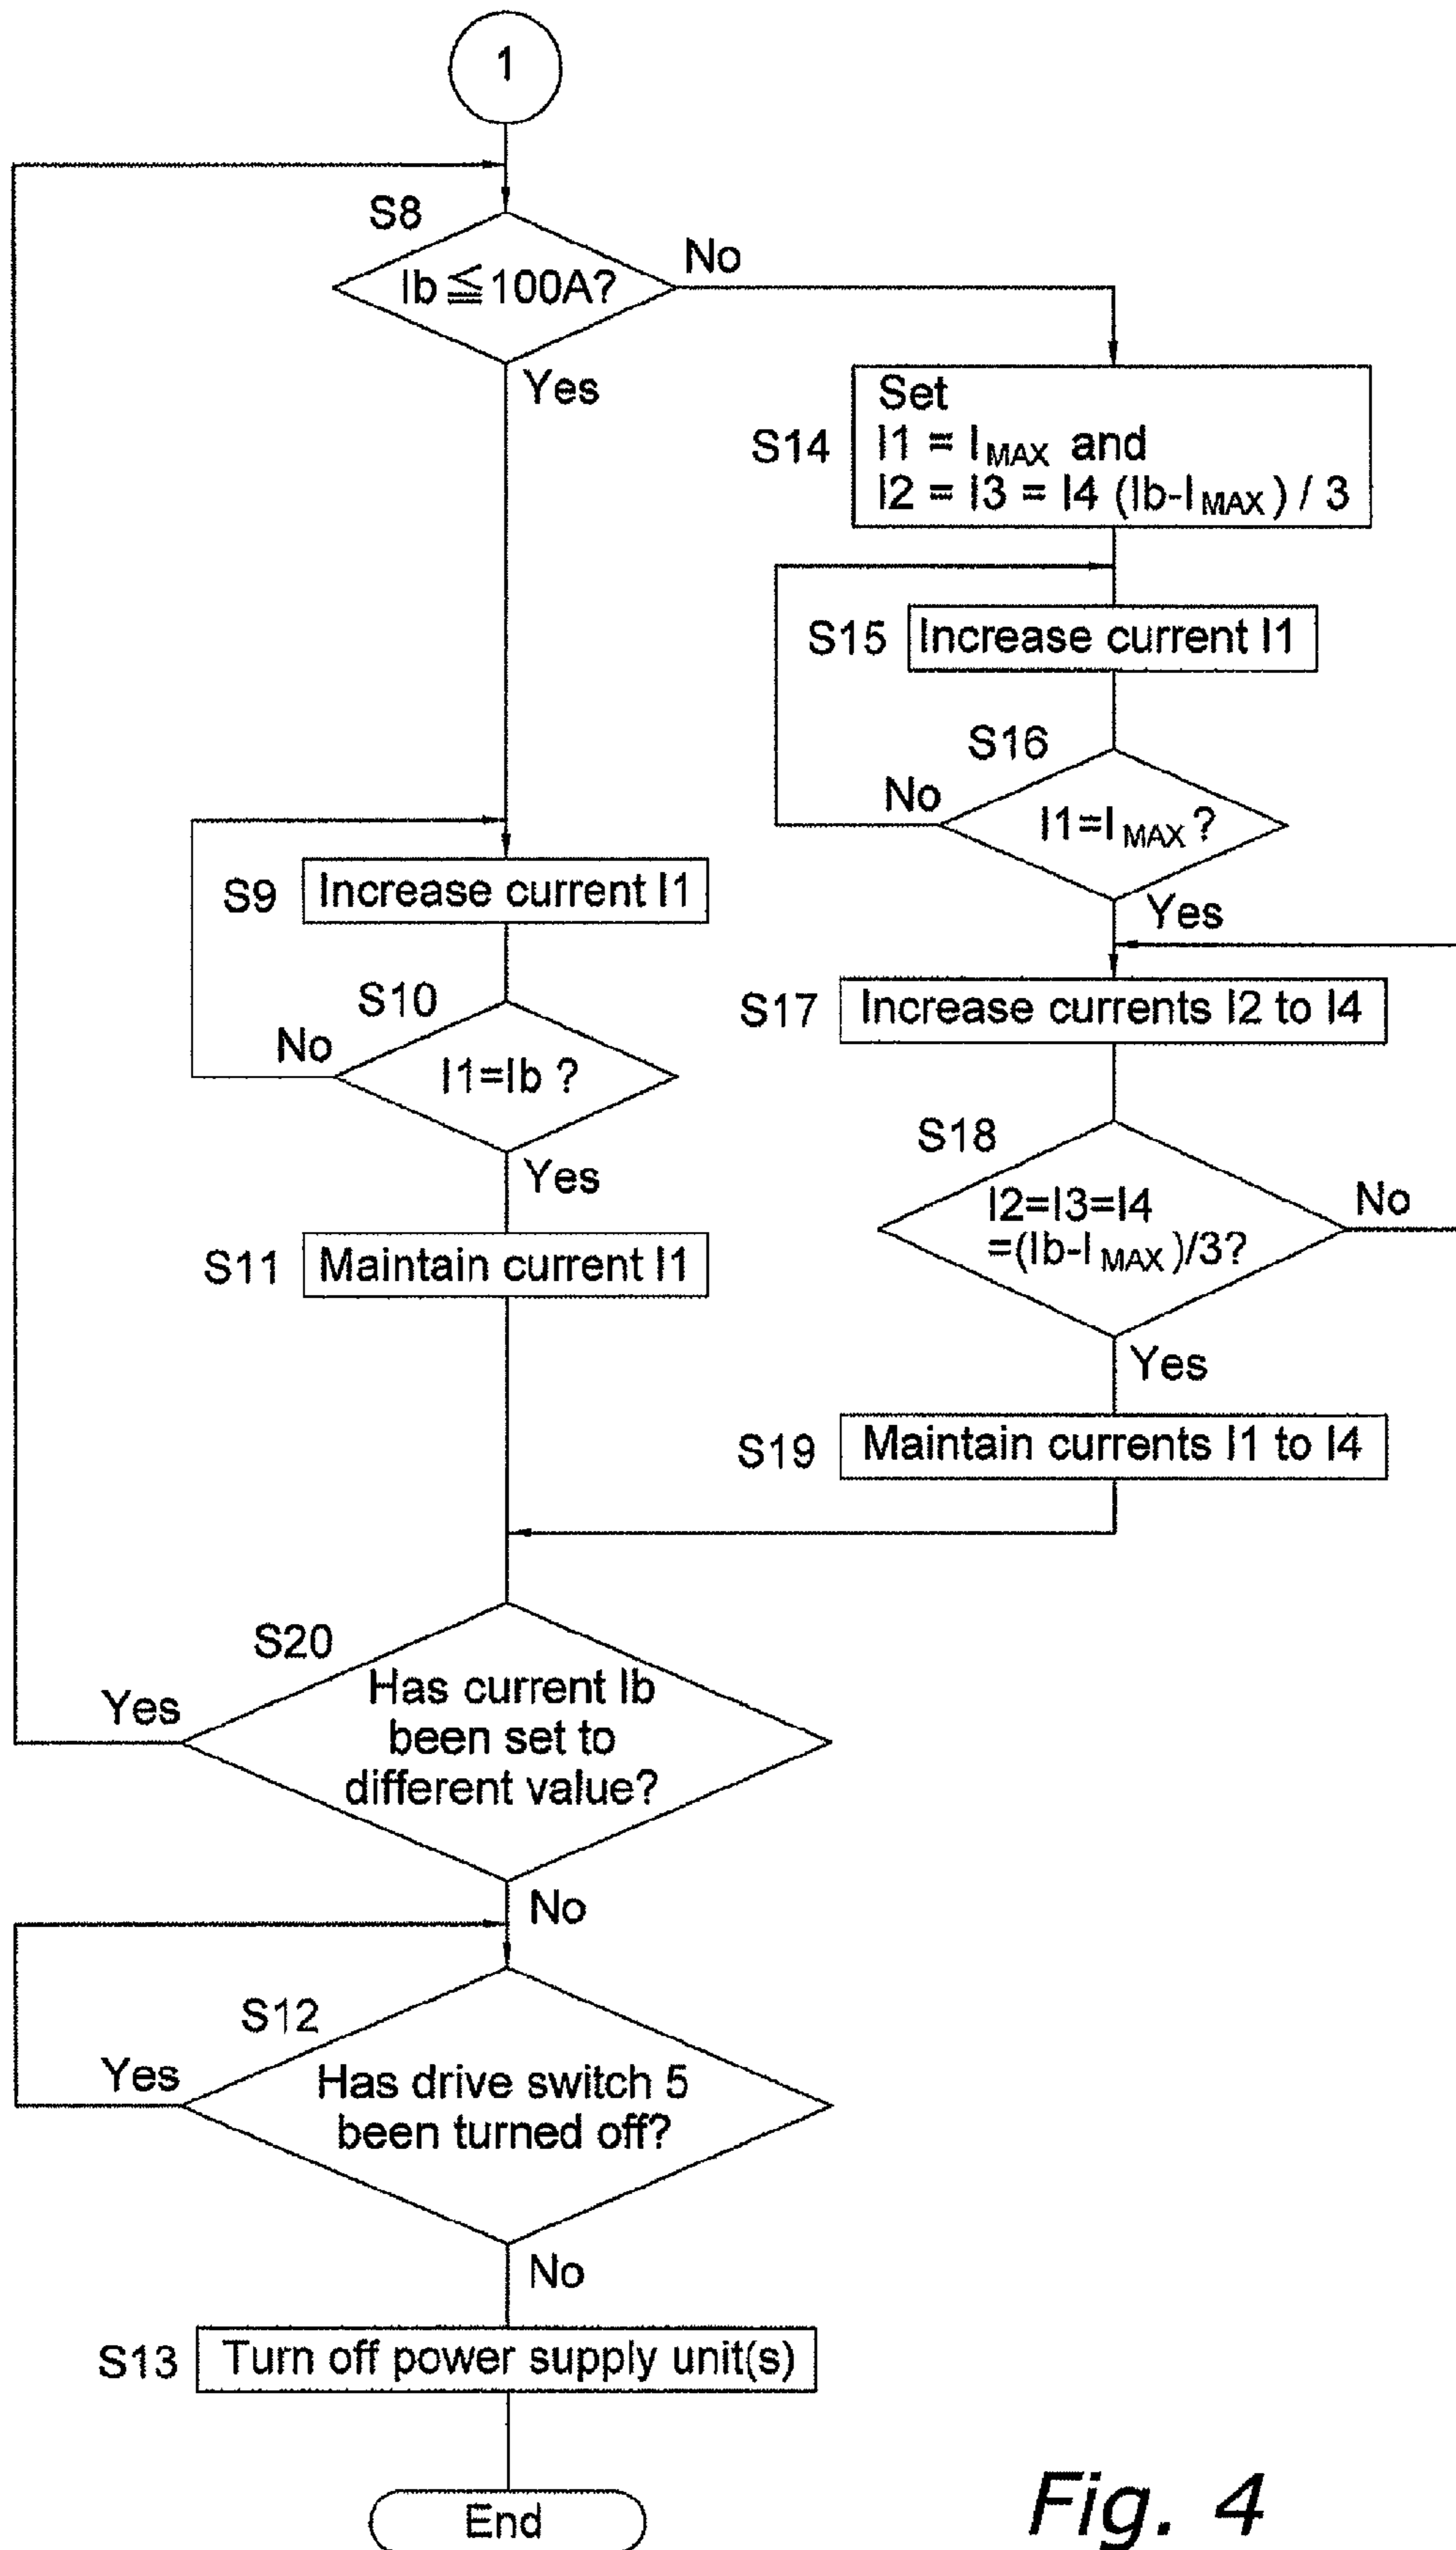 1
S8
Ib≦100A?
No
Yes
S14
Set
I1 = IMAX and
I2 = I3 = I4 (Ib-IMAX) / 3
S15
Increase current I1
S16
No
I1=IMAX ?
Yes
S9
Increase current I1
S10
No
I1=Ib ?
Yes
S11
Maintain current I1
S17
Increase currents I2 to I4
S18
I2=I3=I4
=(Ib-IMAX)/3?
No
Yes
S19
Maintain currents I1 to I4
S20
Yes
Has current Ib
been set to
different value?
No
S12
Yes
Has drive switch 5
been turned off?
No
S13
Turn off power supply unit(s)
End
Fig. 4